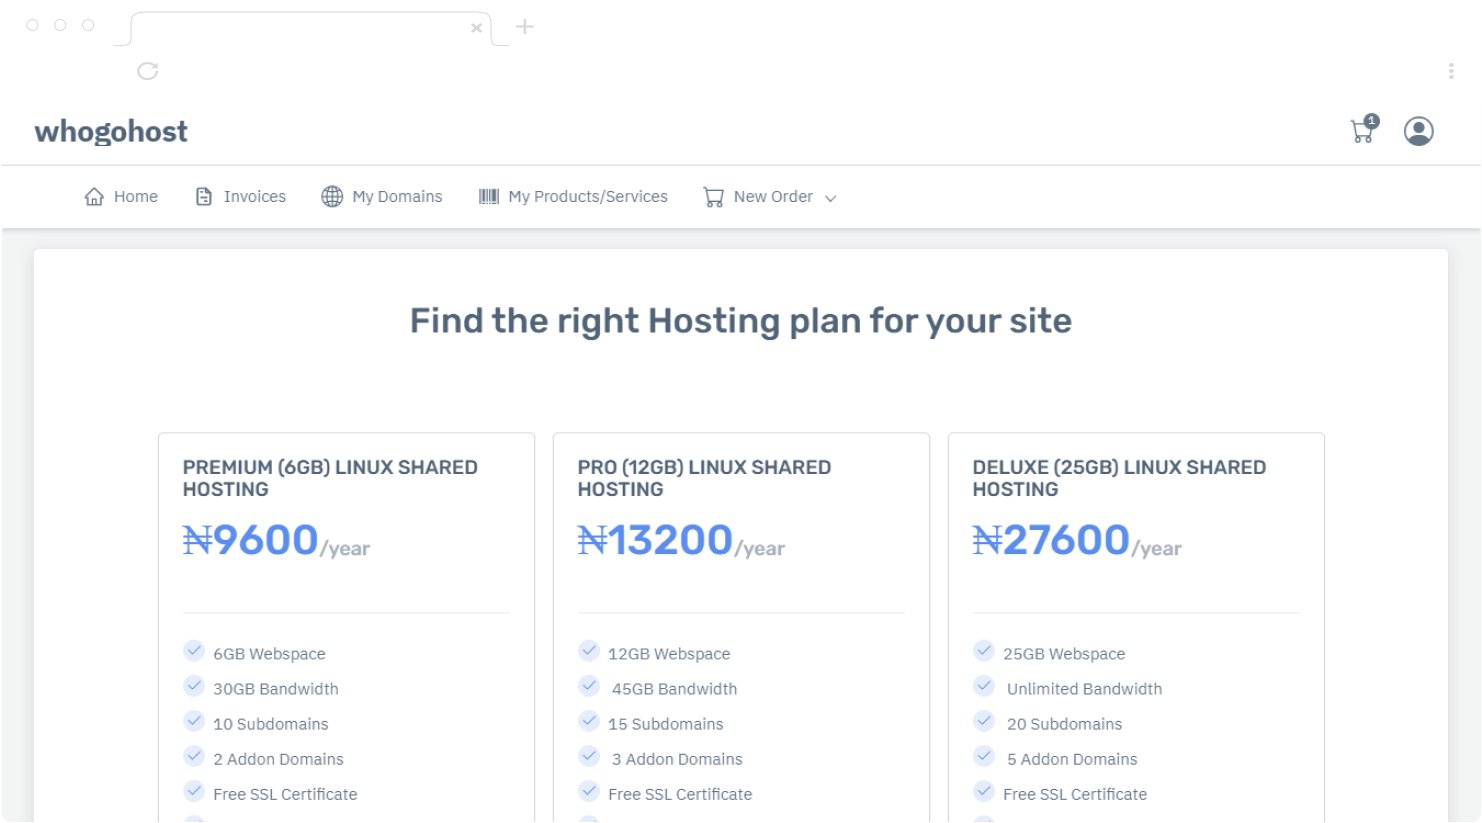 whogohost
1
Home Invoices My Domains My Products/Services New Order
Find the right Hosting plan for your site
PREMIUM (6GB) LINUX SHARED
HOSTING
₦9600/year
6GB Webspace
30GB Bandwidth
10 Subdomains
2 Addon Domains
Free SSL Certificate
PRO (12GB) LINUX SHARED
HOSTING
₦13200/year
12GB Webspace
45GB Bandwidth
15 Subdomains
3 Addon Domains
Free SSL Certificate
DELUXE (25GB) LINUX SHARED
HOSTING
₦27600/year
25GB Webspace
Unlimited Bandwidth
20 Subdomains
5 Addon Domains
Free SSL Certificate